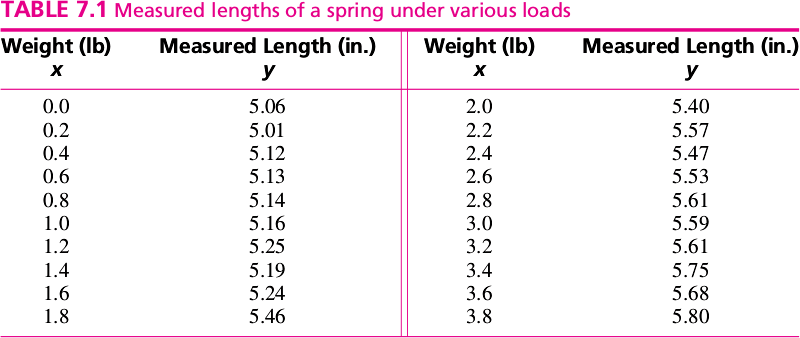 TABLE 7.1 Measured lengths of a spring under various loads
Weight (lb) Measured Length (in.) Weight (lb) Measured Length (in.)
x y x y
0.0 5.06 2.0 5.40
0.2 5.01 2.2 5.57
0.4 5.12 2.4 5.47
0.6 5.13 2.6 5.53
0.8 5.14 2.8 5.61
1.0 5.16 3.0 5.59
1.2 5.25 3.2 5.61
1.4 5.19 3.4 5.75
1.6 5.24 3.6 5.68
1.8 5.46 3.8 5.80